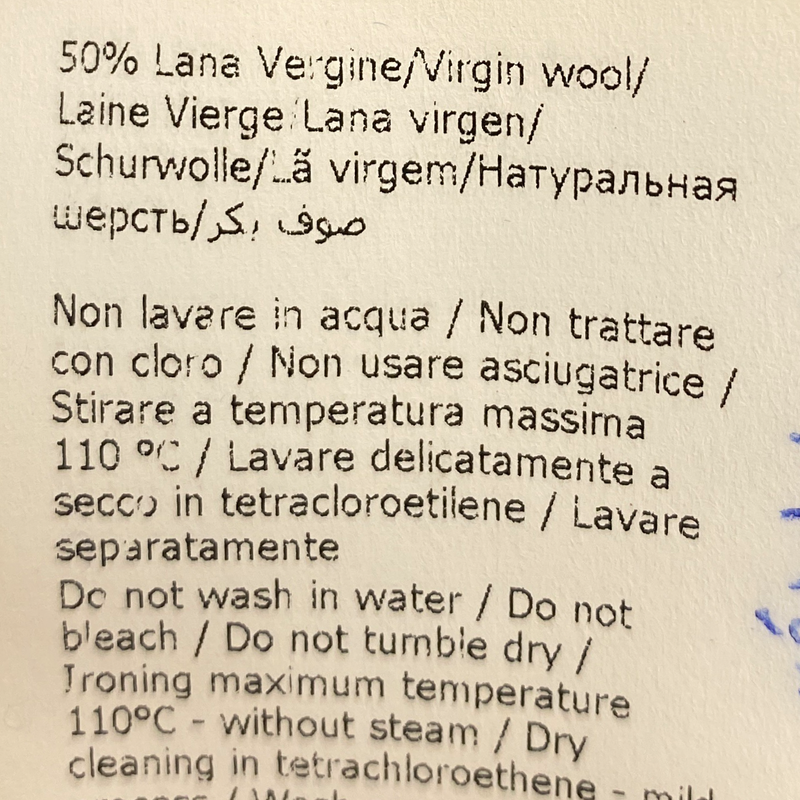 50% Lana Vergine/Virgin wool/
Laine Vierge/Lana virgen/
Schurwolle/Lã virgem/Натуральная
шерсть/صوف بكر
Non lavare in acqua / Non trattare
con cloro / Non usare asciugatrice /
Stirare a temperatura massima
110 ºC / Lavare delicatamente a
secco in tetracloroetilene / Lavare
separatamente
Do not wash in water / Do not
bleach / Do not tumble dry /
Ironing maximum temperature
110ºC - without steam / Dry
cleaning in tetrachloroethene - mild
/ Wash